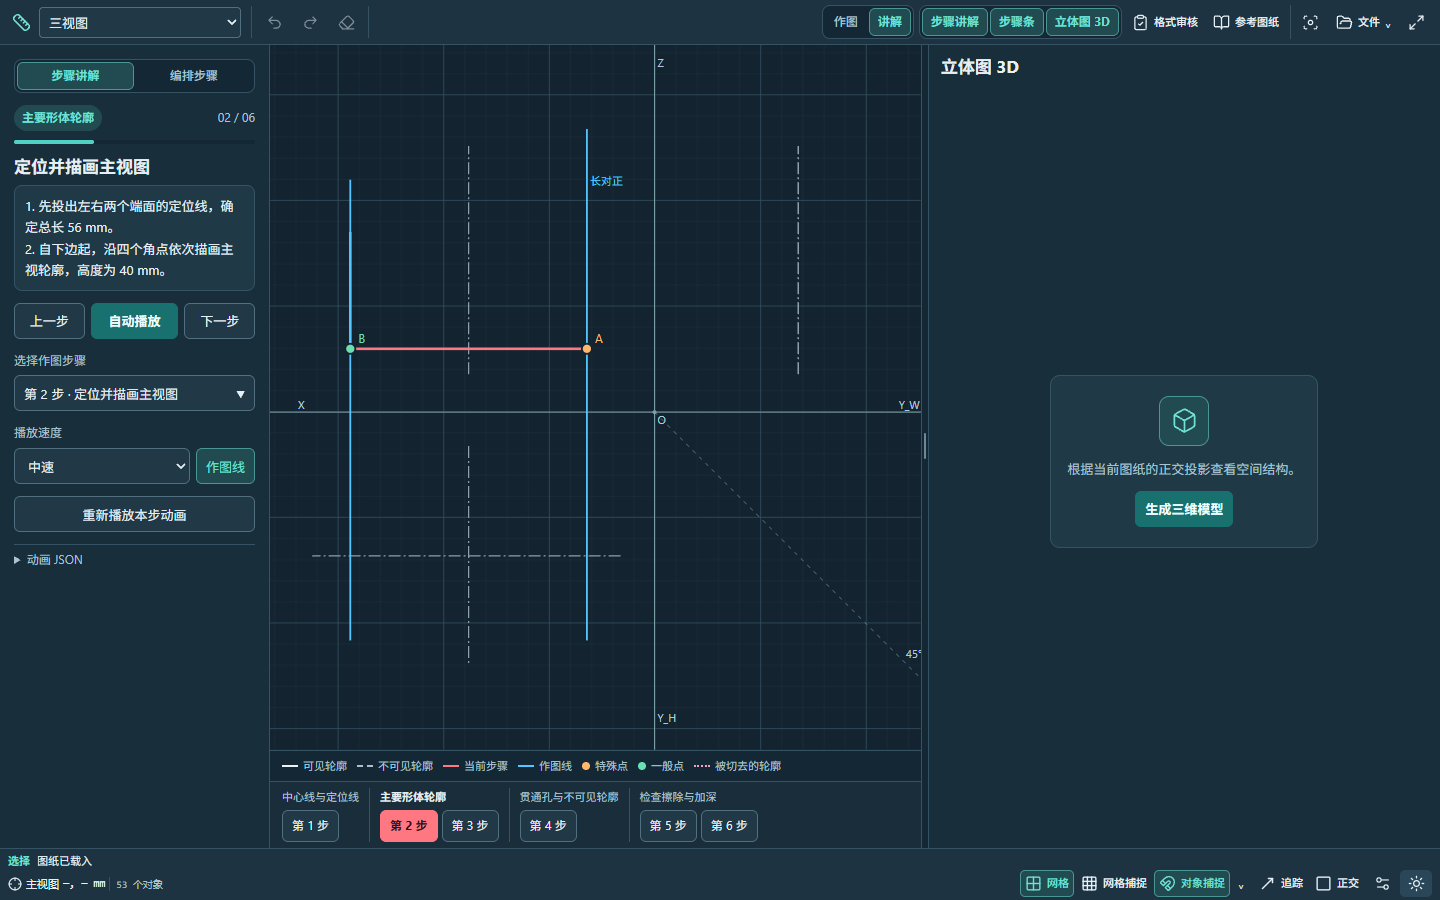 三视图
作图
讲解
步骤讲解
步骤条
立体图 3D
格式审核
参考图纸
文件
步骤讲解
编排步骤
主要形体轮廓
02 / 06
定位并描画主视图
1. 先投出左右两个端面的定位线，确
定总长 56 mm。
2. 自下边起，沿四个角点依次描画主
视轮廓，高度为 40 mm。
上一步
自动播放
下一步
选择作图步骤
第 2 步 · 定位并描画主视图
播放速度
中速
作图线
重新播放本步动画
动画 JSON
Z
长对正
B
A
X
Y_W
O
45°
Y_H
可见轮廓
不可见轮廓
当前步骤
作图线
特殊点
一般点
被切去的轮廓
中心线与定位线
第 1 步
主要形体轮廓
第 2 步
第 3 步
贯通孔与不可见轮廓
第 4 步
检查擦除与加深
第 5 步
第 6 步
立体图 3D
根据当前图纸的正交投影查看空间结构。
生成三维模型
选择 图纸已载入
主视图 —, — mm
53 个对象
网格
网格捕捉
对象捕捉
追踪
正交